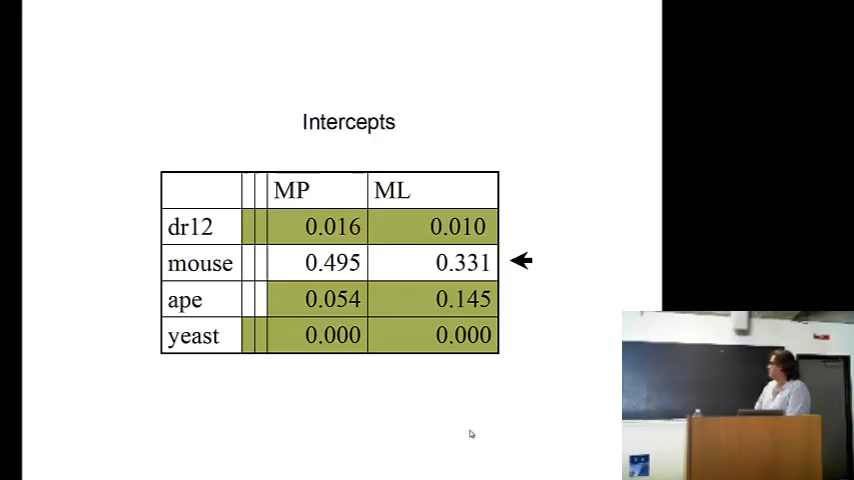 Intercepts
MP ML
dr12 0.016 0.010
mouse 0.495 0.331
ape 0.054 0.145
yeast 0.000 0.000